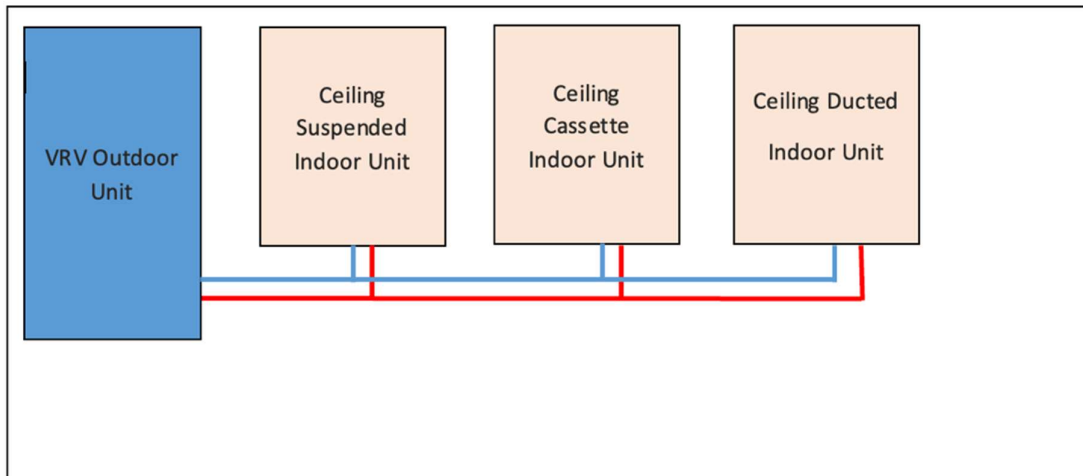 VRV Outdoor
Unit
Ceiling
Suspended
Indoor Unit
Ceiling
Cassette
Indoor Unit
Ceiling Ducted
Indoor Unit